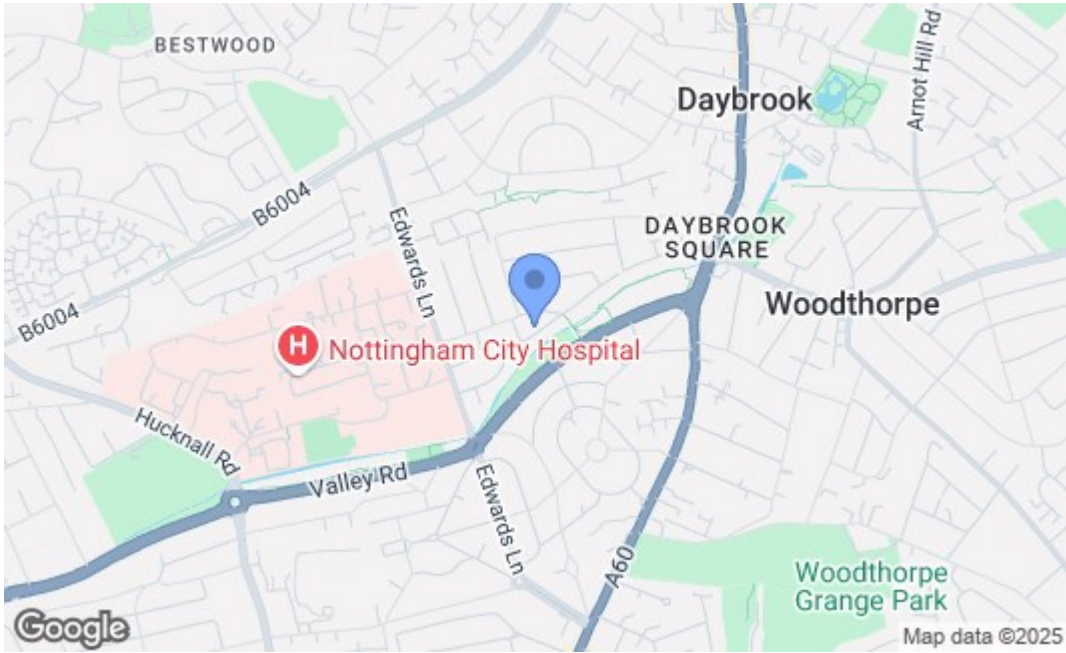 BESTWOOD
Daybrook
Arnot Hill Rd
B6004
Edwards Ln
DAYBROOK
SQUARE
Woodthorpe
B6004
H
Nottingham City Hospital
Hucknall Rd
Valley Rd
Edwards Ln
A60
Woodthorpe
Grange Park
Google
Map data ©2025